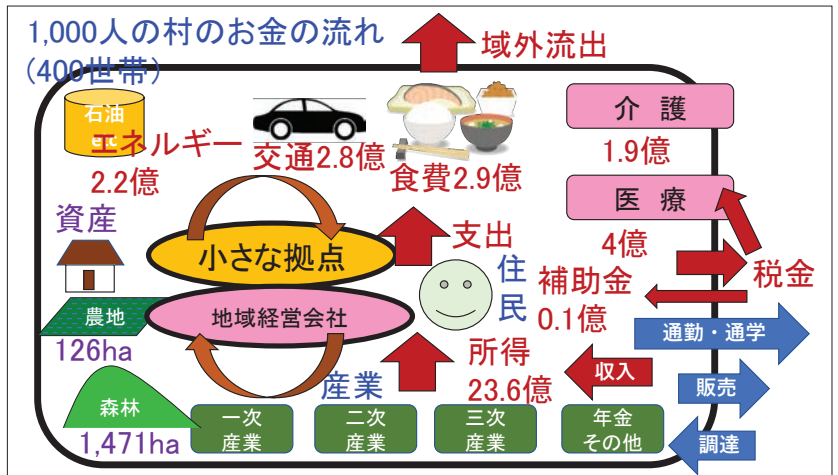 1,000人の村のお金の流れ
(400世帯)
域外流出
石油
etc
エネルギー
2.2億
交通2.8億
食費2.9億
介 護
1.9億
医 療
4億
資産
小さな拠点
支出
住
民
補助金
0.1億
税金
農地
126ha
地域経営会社
通勤・通学
所得
23.6億
収入
販売
産業
森林
1,471ha
一次
産業
二次
産業
三次
産業
年金
その他
調達